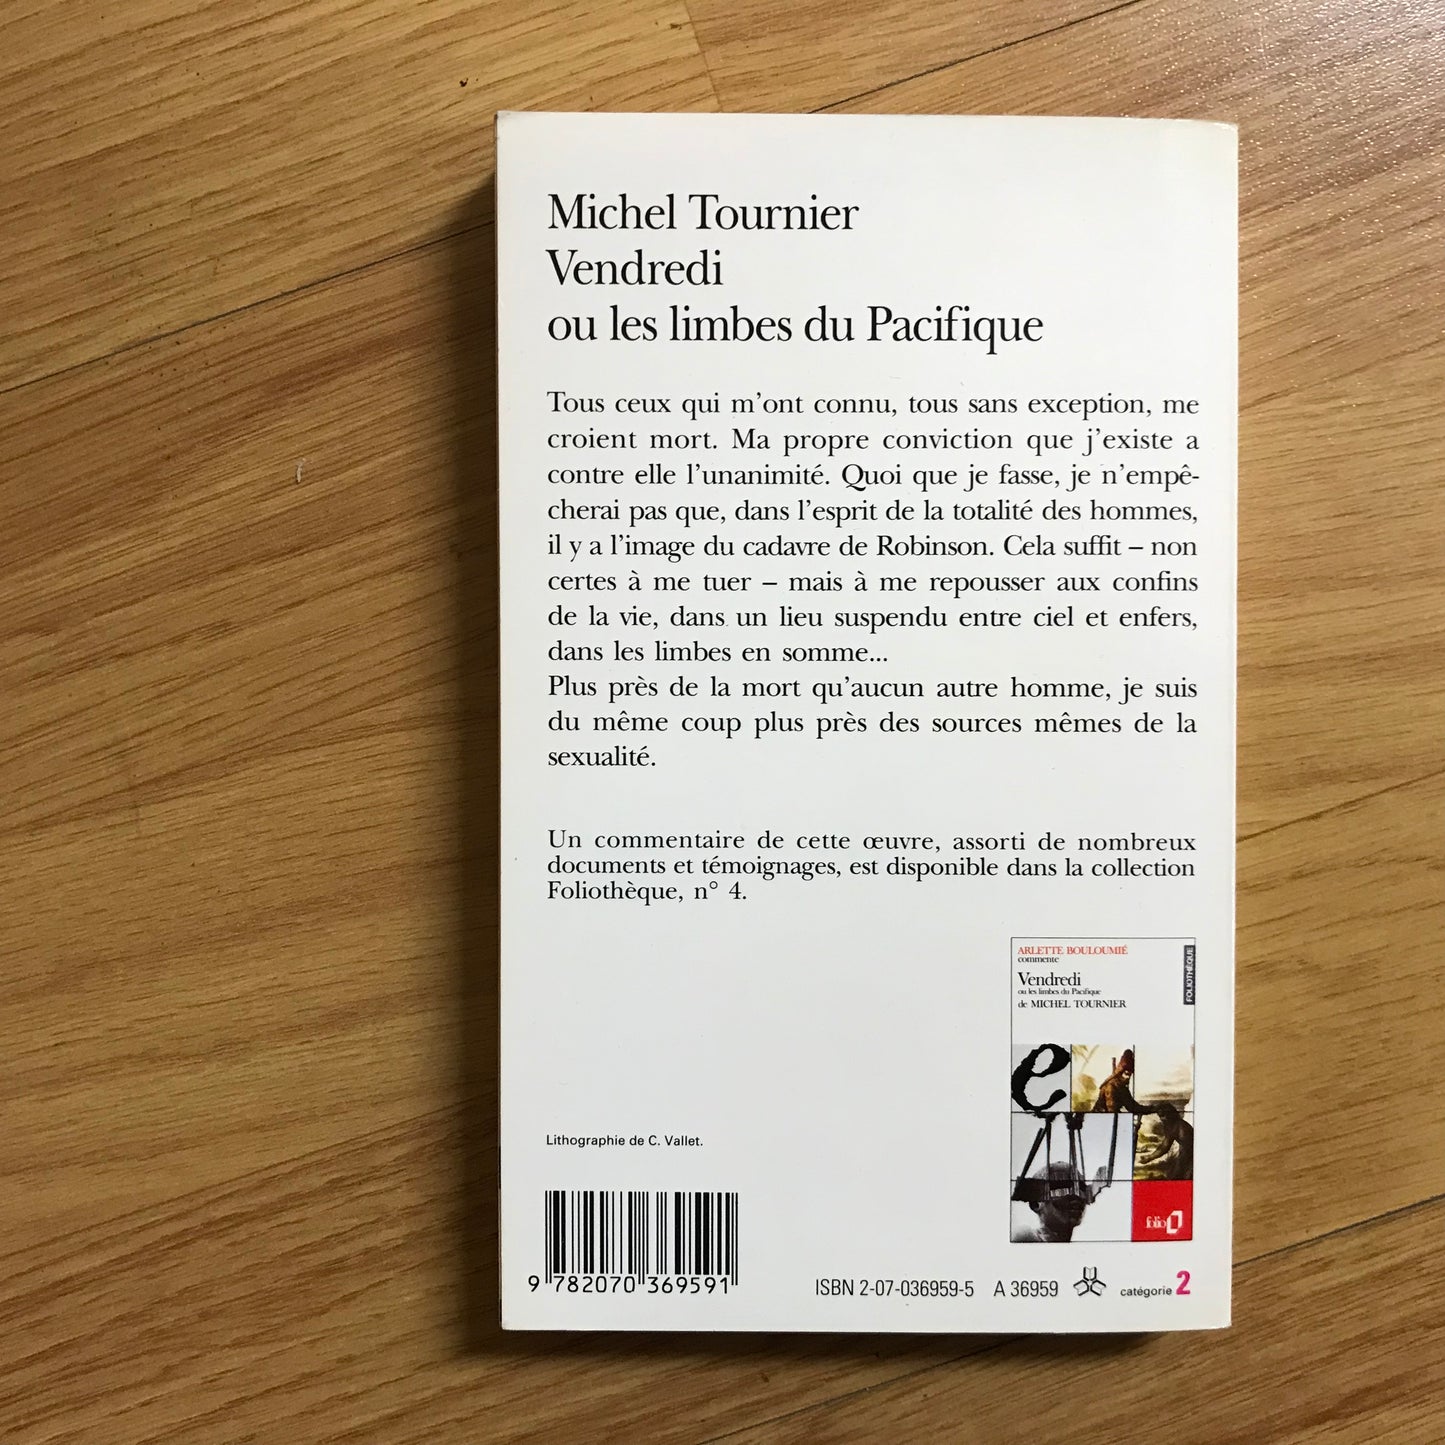 Michel Tournier
Vendredi
ou les limbes du Pacifique
Tous ceux qui m'ont connu, tous sans exception, me
croient mort. Ma propre conviction que j'existe a
contre elle l'unanimité. Quoi que je fasse, je n'empê-
cherai pas que, dans l'esprit de la totalité des hommes,
il y a l'image du cadavre de Robinson. Cela suffit – non
certes à me tuer – mais à me repousser aux confins
de la vie, dans un lieu suspendu entre ciel et enfers,
dans les limbes en somme...
Plus près de la mort qu'aucun autre homme, je suis
du même coup plus près des sources mêmes de la
sexualité.
Un commentaire de cette œuvre, assorti de nombreux
documents et témoignages, est disponible dans la collection
Foliothèque, n° 4.
ARLETTE BOULOUMIÉ
commente
Vendredi
ou les limbes du Pacifique
de MICHEL TOURNIER
FOLIOTHÈQUE
e
folio
Lithographie de C. Vallet.
9 782070 369591
ISBN 2-07-036959-5 A 36959 catégorie 2